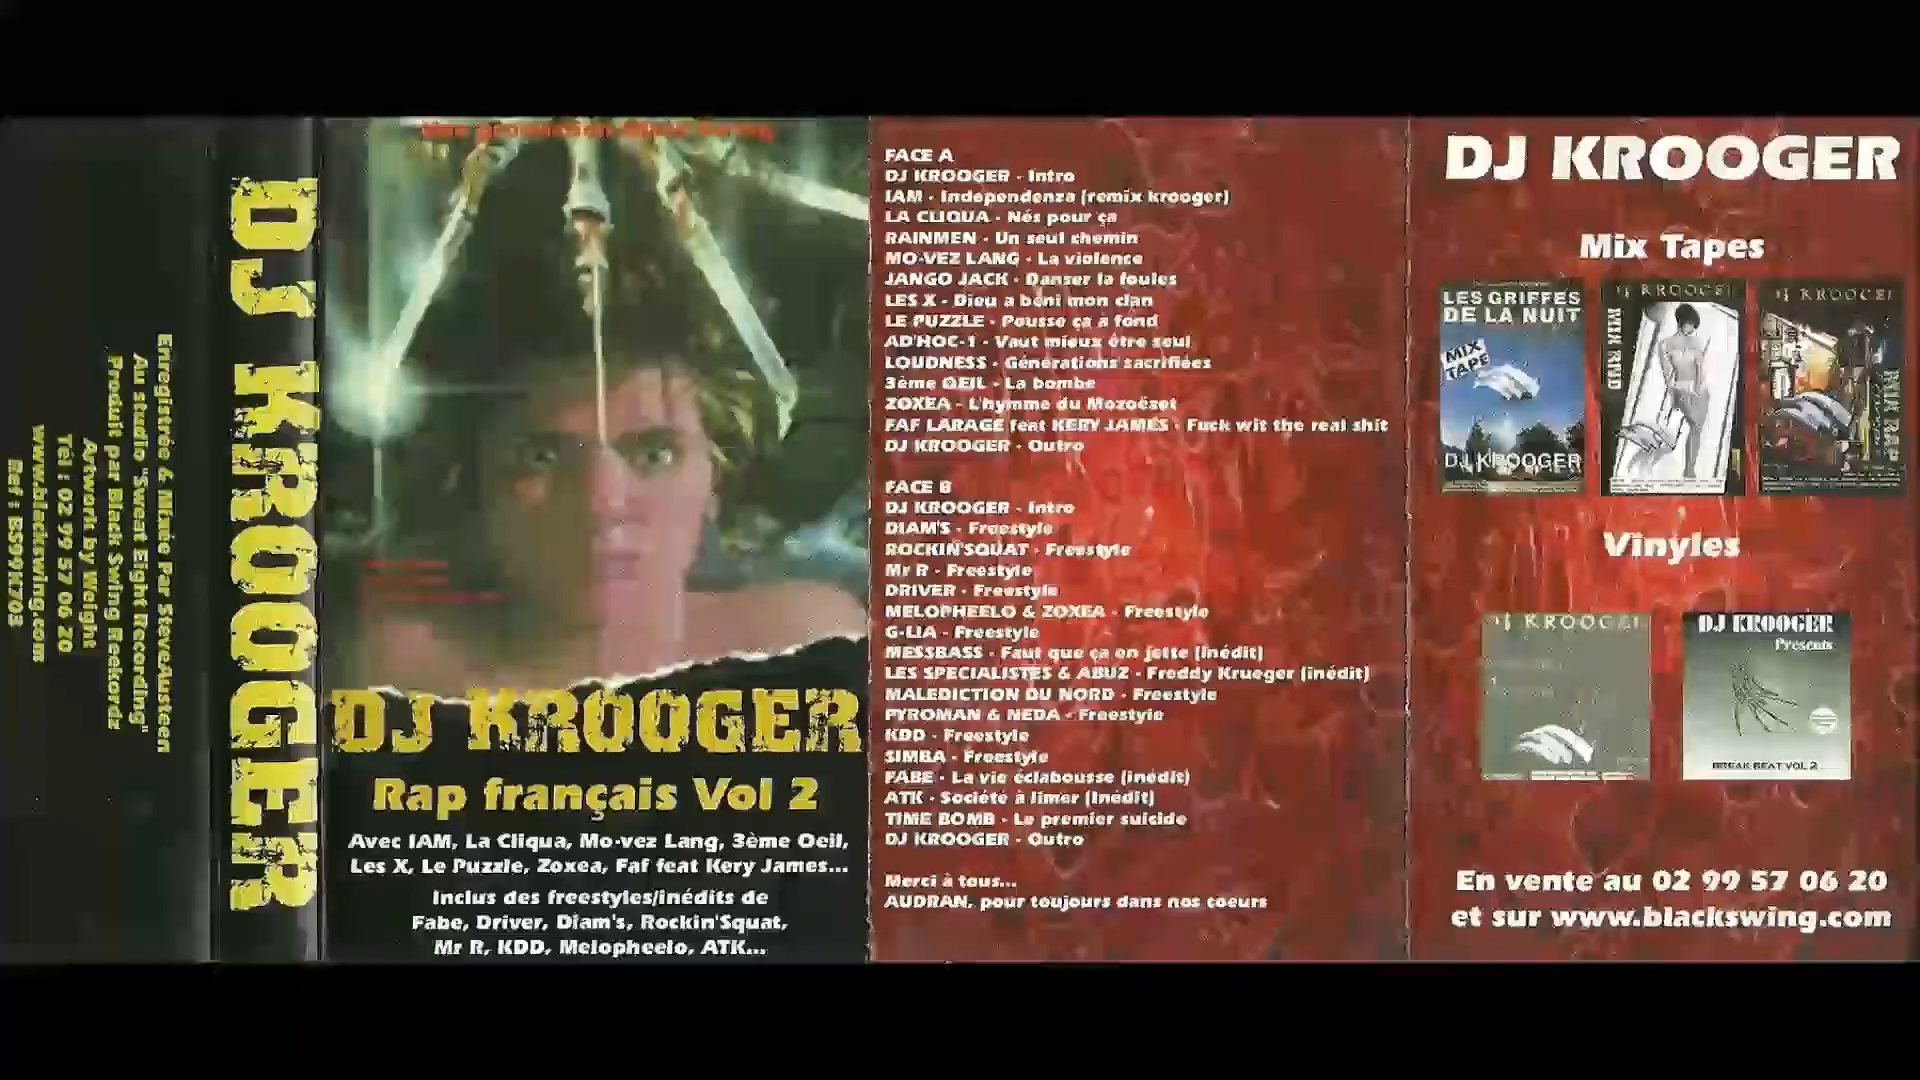 Enregistrée & Mixée Par SteveAusteen
Au studio "Sweat Eight Recording"
Produit par Black Swing Reekordz
Artwork by Weight
Tél : 02 99 57 06 20
www.blackswing.com
Ref : BS99K703
DJ KROOGER
DJ KROOGER
Rap français Vol 2
Avec IAM, La Cliqua, Mo-vez Lang, 3ème Oeil,
Les X, Le Puzzle, Zoxea, Faf feat Kery James...
Inclus des freestyles/inédits de
Fabe, Driver, Diam's, Rockin'Squat,
Mr R, KDD, Melopheelo, ATK...
FACE A
DJ KROOGER - Intro
IAM - Independenza (remix krooger)
LA CLIQUA - Nés pour ça
RAINMEN - Un seul chemin
MO-VEZ LANG - La violence
JANGO JACK - Danser la foules
LES X - Dieu a béni mon clan
LE PUZZLE - Pousse ça a fond
AD'HOC-1 - Vaut mieux être seul
LOUDNESS - Générations sacrifiées
3ème OEIL - La bombe
ZOXEA - L'hymme du Mozoëzet
FAF LARAGE feat KERY JAMES - Fuck wit the real shit
DJ KROOGER - Outro
FACE B
DJ KROOGER - Intro
DIAM'S - Freestyle
ROCKIN'SQUAT - Freestyle
Mr R - Freestyle
DRIVER - Freestyle
MELOPHEELO & ZOXEA - Freestyle
G-LIA - Freestyle
MESSBASS - Faut que ça en jette (inédit)
LES SPECIALISTES & ABUZ - Freddy Krueger (inédit)
MALEDICTION DU NORD - Freestyle
PYROMAN & NEDA - Freestyle
KDD - Freestyle
SIMBA - Freestyle
FABE - La vie éclabousse (inédit)
ATK - Société à limer (Inédit)
TIME BOMB - Le premier suicide
DJ KROOGER - Outro
Merci à tous...
AUDRAN, pour toujours dans nos coeurs
DJ KROOGER
Mix Tapes
LES GRIFFES
DE LA NUIT
MIX
TAPE
DJ KROOGER
MIX R&B
MIX RAP
Vinyles
DJ KROOGER
Presents
BREAK BEAT VOL 2
En vente au 02 99 57 06 20
et sur www.blackswing.com